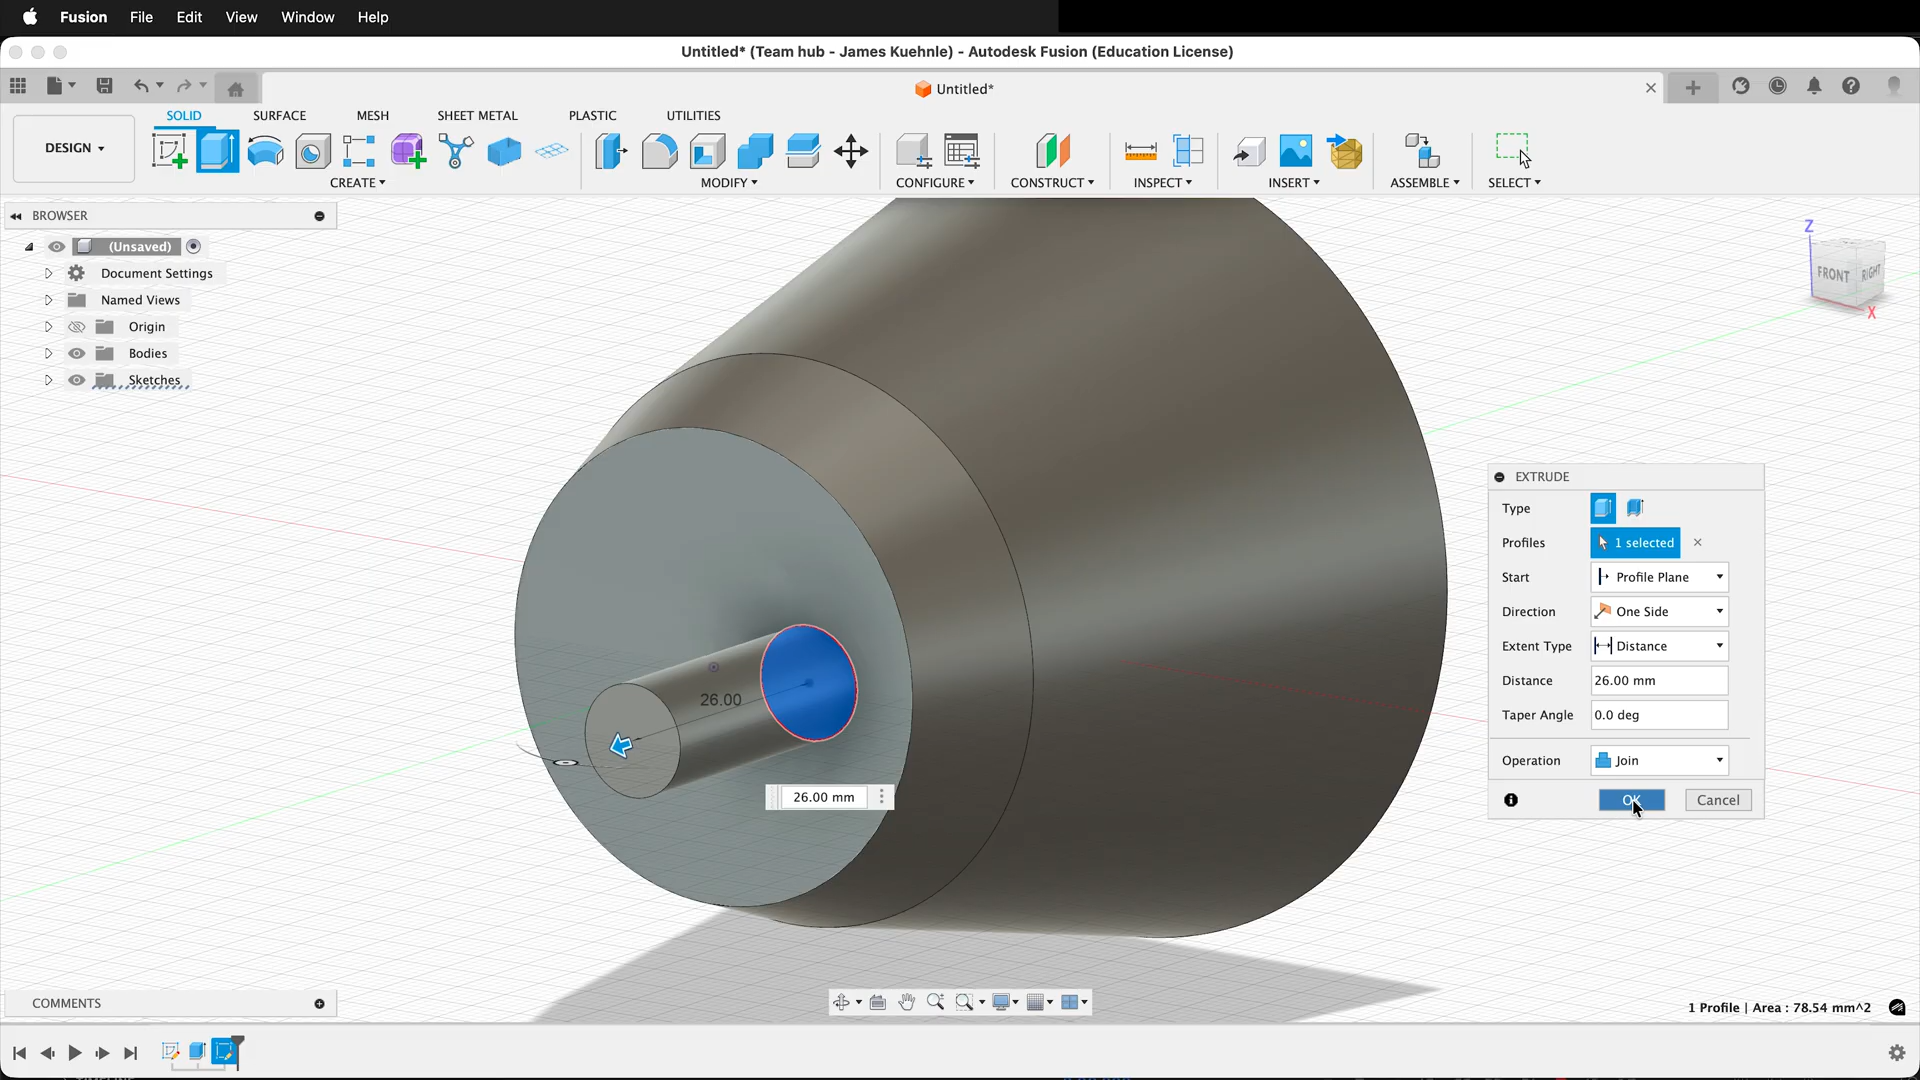 Fusion File Edit View Window Help
Untitled* (Team hub - James Kuehnle) - Autodesk Fusion (Education License)
Untitled*
SOLID SURFACE MESH SHEET METAL PLASTIC UTILITIES
DESIGN
CREATE MODIFY CONFIGURE CONSTRUCT INSPECT INSERT ASSEMBLE SELECT
BROWSER
(Unsaved)
Document Settings
Named Views
Origin
Bodies
Sketches
Z
FRONT RIGHT
X
26.00
26.00 mm
EXTRUDE
Type
Profiles 1 selected
Start Profile Plane
Direction One Side
Extent Type Distance
Distance 26.00 mm
Taper Angle 0.0 deg
Operation Join
OK Cancel
COMMENTS
1 Profile | Area : 78.54 mm^2